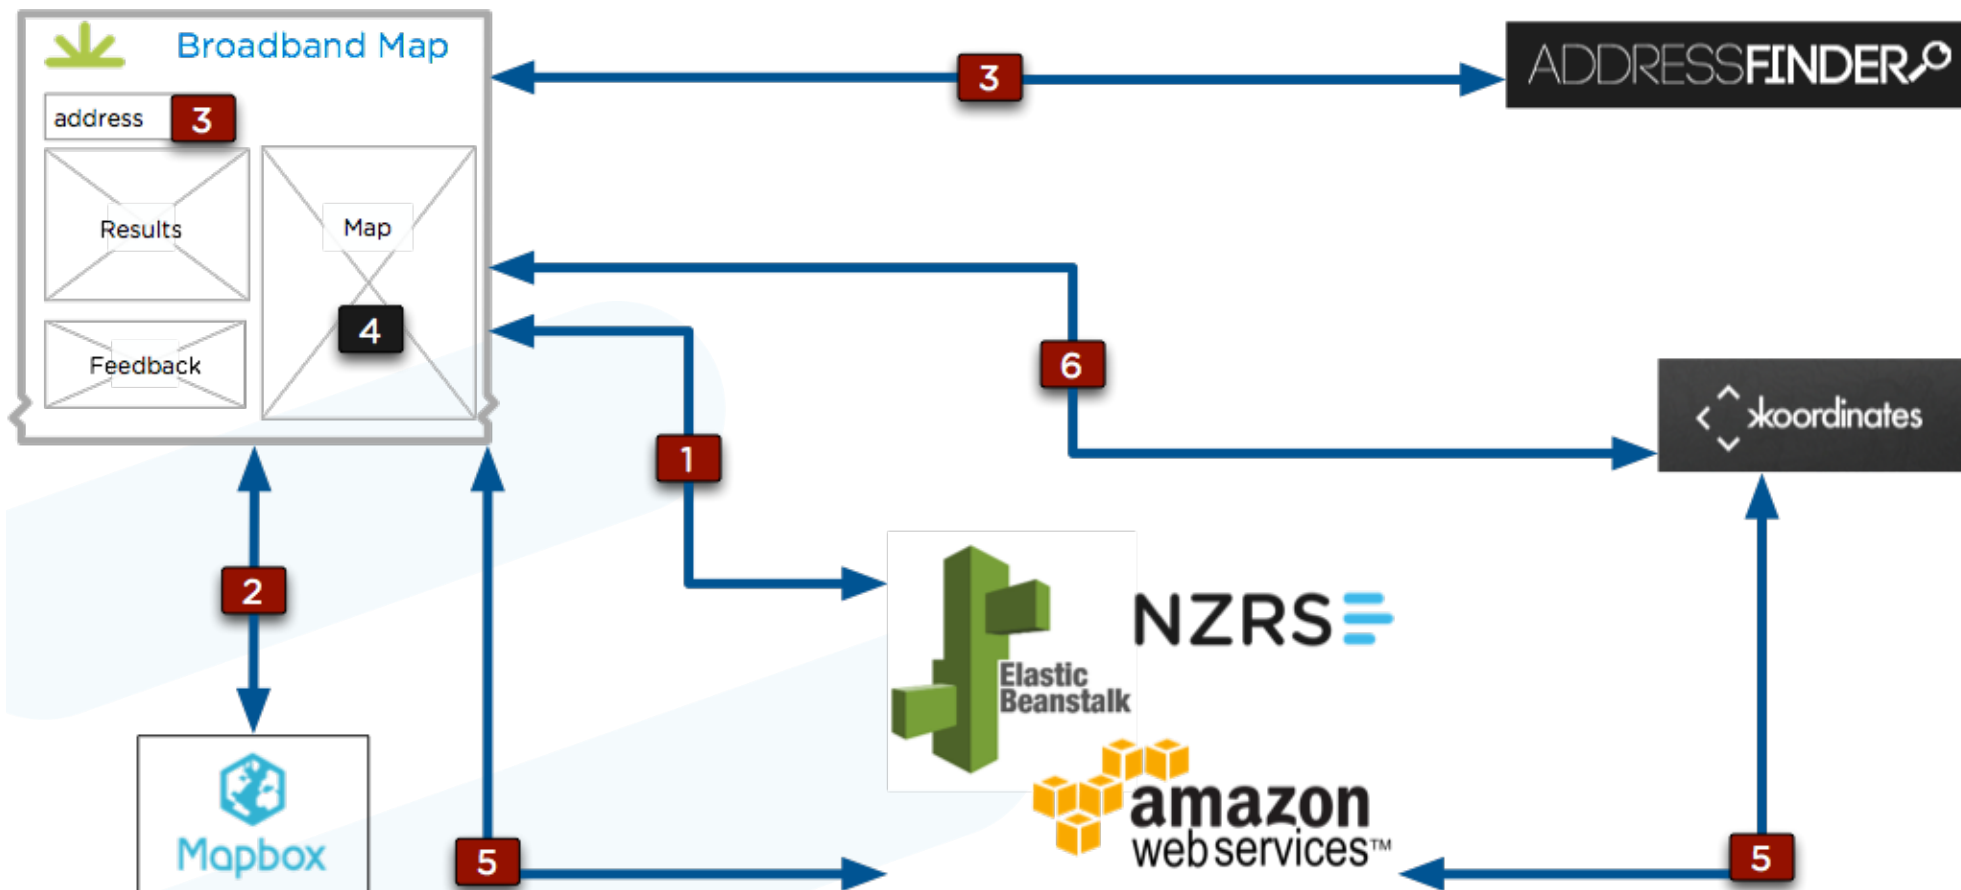 Broadband Map
address
3
Results
Map
4
Feedback
3
ADDRESSFINDER
6
koordinates
1
2
Elastic
Beanstalk
NZRS
amazon
web services™
Mapbox
5
5